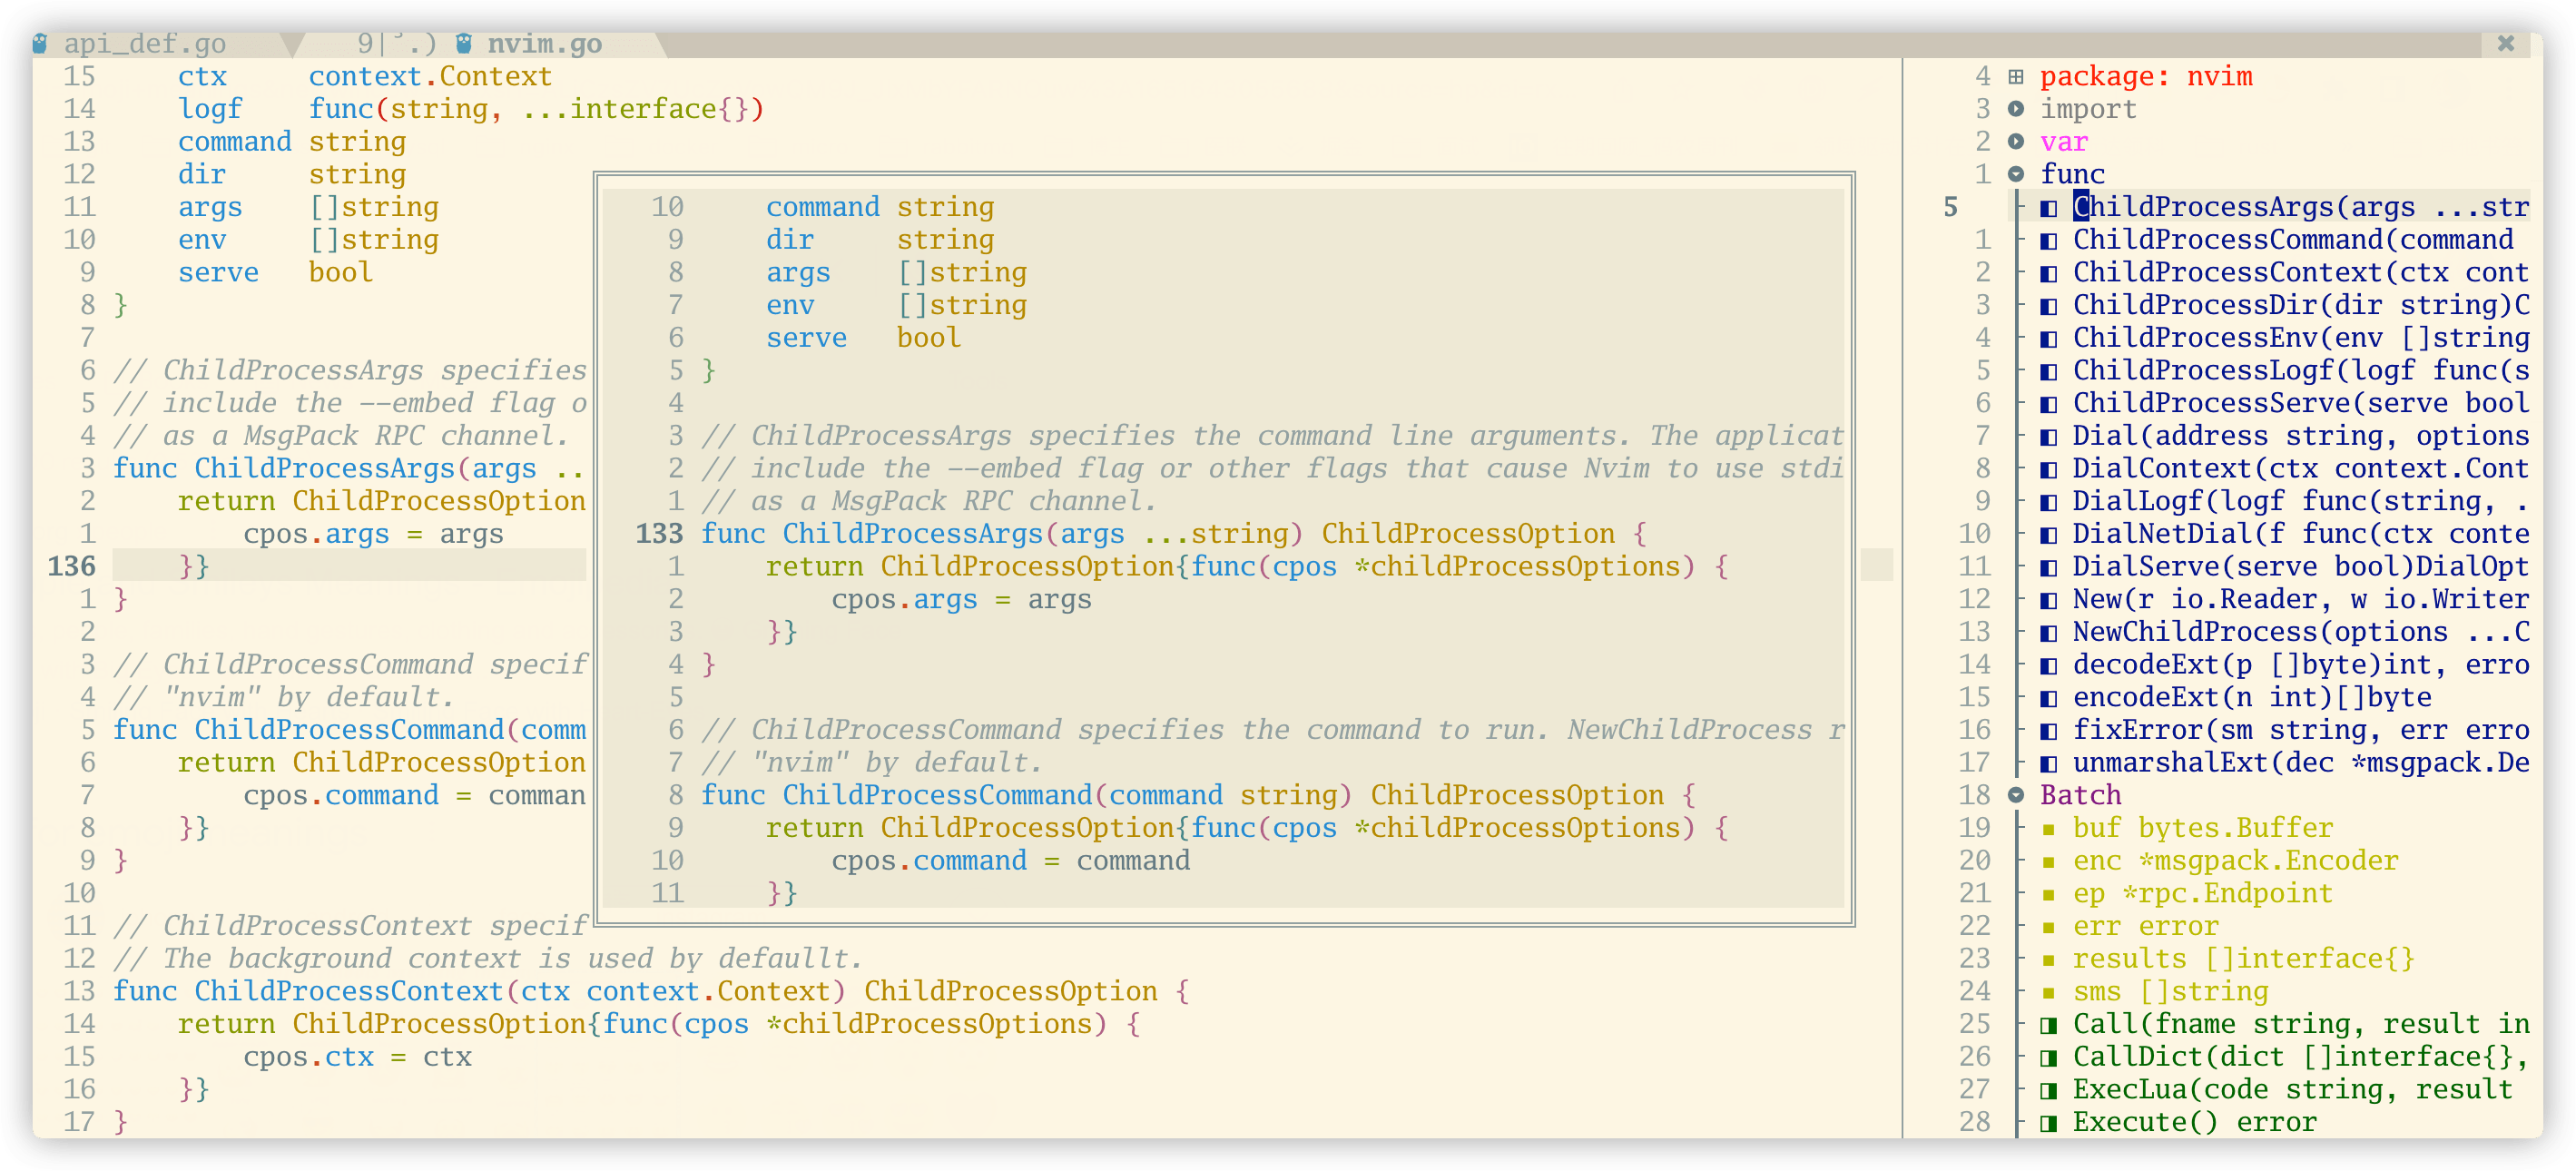 api_def.go 9 nvim.go ✖
15 ctx context.Context
14 logf func(string, ...interface{})
13 command string
12 dir string
11 args []string
10 env []string
9 serve bool
8 }
7
6 // ChildProcessArgs specifies
5 // include the --embed flag o
4 // as a MsgPack RPC channel.
3 func ChildProcessArgs(args ..
2 return ChildProcessOption
1 cpos.args = args
136 }}
1 }
2
3 // ChildProcessCommand specif
4 // "nvim" by default.
5 func ChildProcessCommand(comm
6 return ChildProcessOption
7 cpos.command = comman
8 }}
9 }
10
11 // ChildProcessContext specif
12 // The background context is used by defaullt.
13 func ChildProcessContext(ctx context.Context) ChildProcessOption {
14 return ChildProcessOption{func(cpos *childProcessOptions) {
15 cpos.ctx = ctx
16 }}
17 }
10 command string
9 dir string
8 args []string
7 env []string
6 serve bool
5 }
4
3 // ChildProcessArgs specifies the command line arguments. The applicat
2 // include the --embed flag or other flags that cause Nvim to use stdi
1 // as a MsgPack RPC channel.
133 func ChildProcessArgs(args ...string) ChildProcessOption {
1 return ChildProcessOption{func(cpos *childProcessOptions) {
2 cpos.args = args
3 }}
4 }
5
6 // ChildProcessCommand specifies the command to run. NewChildProcess r
7 // "nvim" by default.
8 func ChildProcessCommand(command string) ChildProcessOption {
9 return ChildProcessOption{func(cpos *childProcessOptions) {
10 cpos.command = command
11 }}
4 package: nvim
3 import
2 var
1 func
5 ChildProcessArgs(args ...str
1 ChildProcessCommand(command
2 ChildProcessContext(ctx cont
3 ChildProcessDir(dir string)C
4 ChildProcessEnv(env []string
5 ChildProcessLogf(logf func(s
6 ChildProcessServe(serve bool
7 Dial(address string, options
8 DialContext(ctx context.Cont
9 DialLogf(logf func(string, .
10 DialNetDial(f func(ctx conte
11 DialServe(serve bool)DialOpt
12 New(r io.Reader, w io.Writer
13 NewChildProcess(options ...C
14 decodeExt(p []byte)int, erro
15 encodeExt(n int)[]byte
16 fixError(sm string, err erro
17 unmarshalExt(dec *msgpack.De
18 Batch
19 buf bytes.Buffer
20 enc *msgpack.Encoder
21 ep *rpc.Endpoint
22 err error
23 results []interface{}
24 sms []string
25 Call(fname string, result in
26 CallDict(dict []interface{},
27 ExecLua(code string, result
28 Execute() error